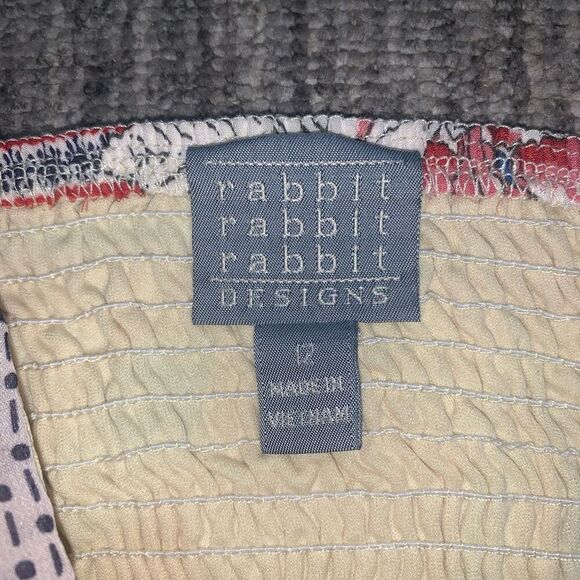 rabbit
rabbit
rabbit
DESIGNS
12
MADE IN
VIETNAM